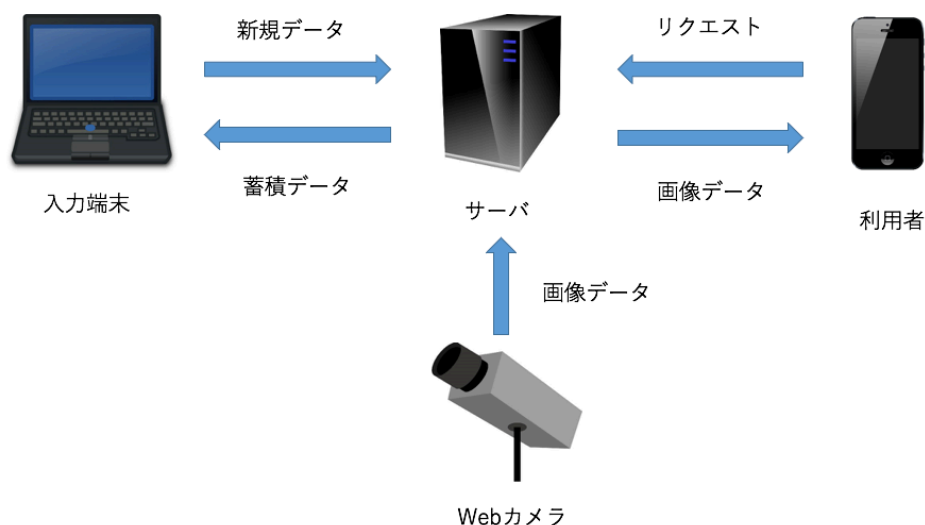 新規データ
リクエスト
蓄積データ
画像データ
入力端末
サーバ
利用者
画像データ
Webカメラ